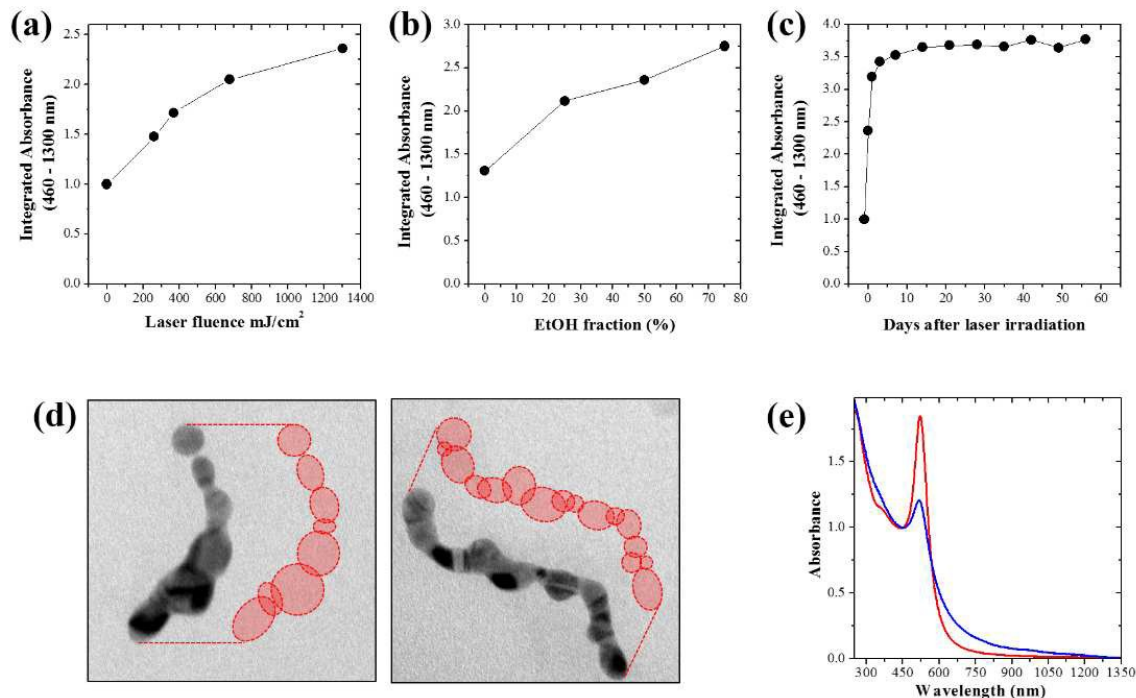 (a)
2.5
2.0
1.5
1.0
0.5
0.0
0 200 400 600 800 1000 1200 1400
Integrated Absorbance
(460 - 1300 nm)
Laser fluence mJ/cm²
(b)
3.0
2.5
2.0
1.5
1.0
0.5
0.0
0 10 20 30 40 50 60 70 80
Integrated Absorbance
(460 - 1300 nm)
EtOH fraction (%)
(c)
4.0
3.5
3.0
2.5
2.0
1.5
1.0
0.5
0.0
0 10 20 30 40 50 60
Integrated Absorbance
(460 - 1300 nm)
Days after laser irradiation
(d)
(e)
1.5
1.0
0.5
0.0
300 450 600 750 900 1050 1200 1350
Absorbance
Wavelength (nm)